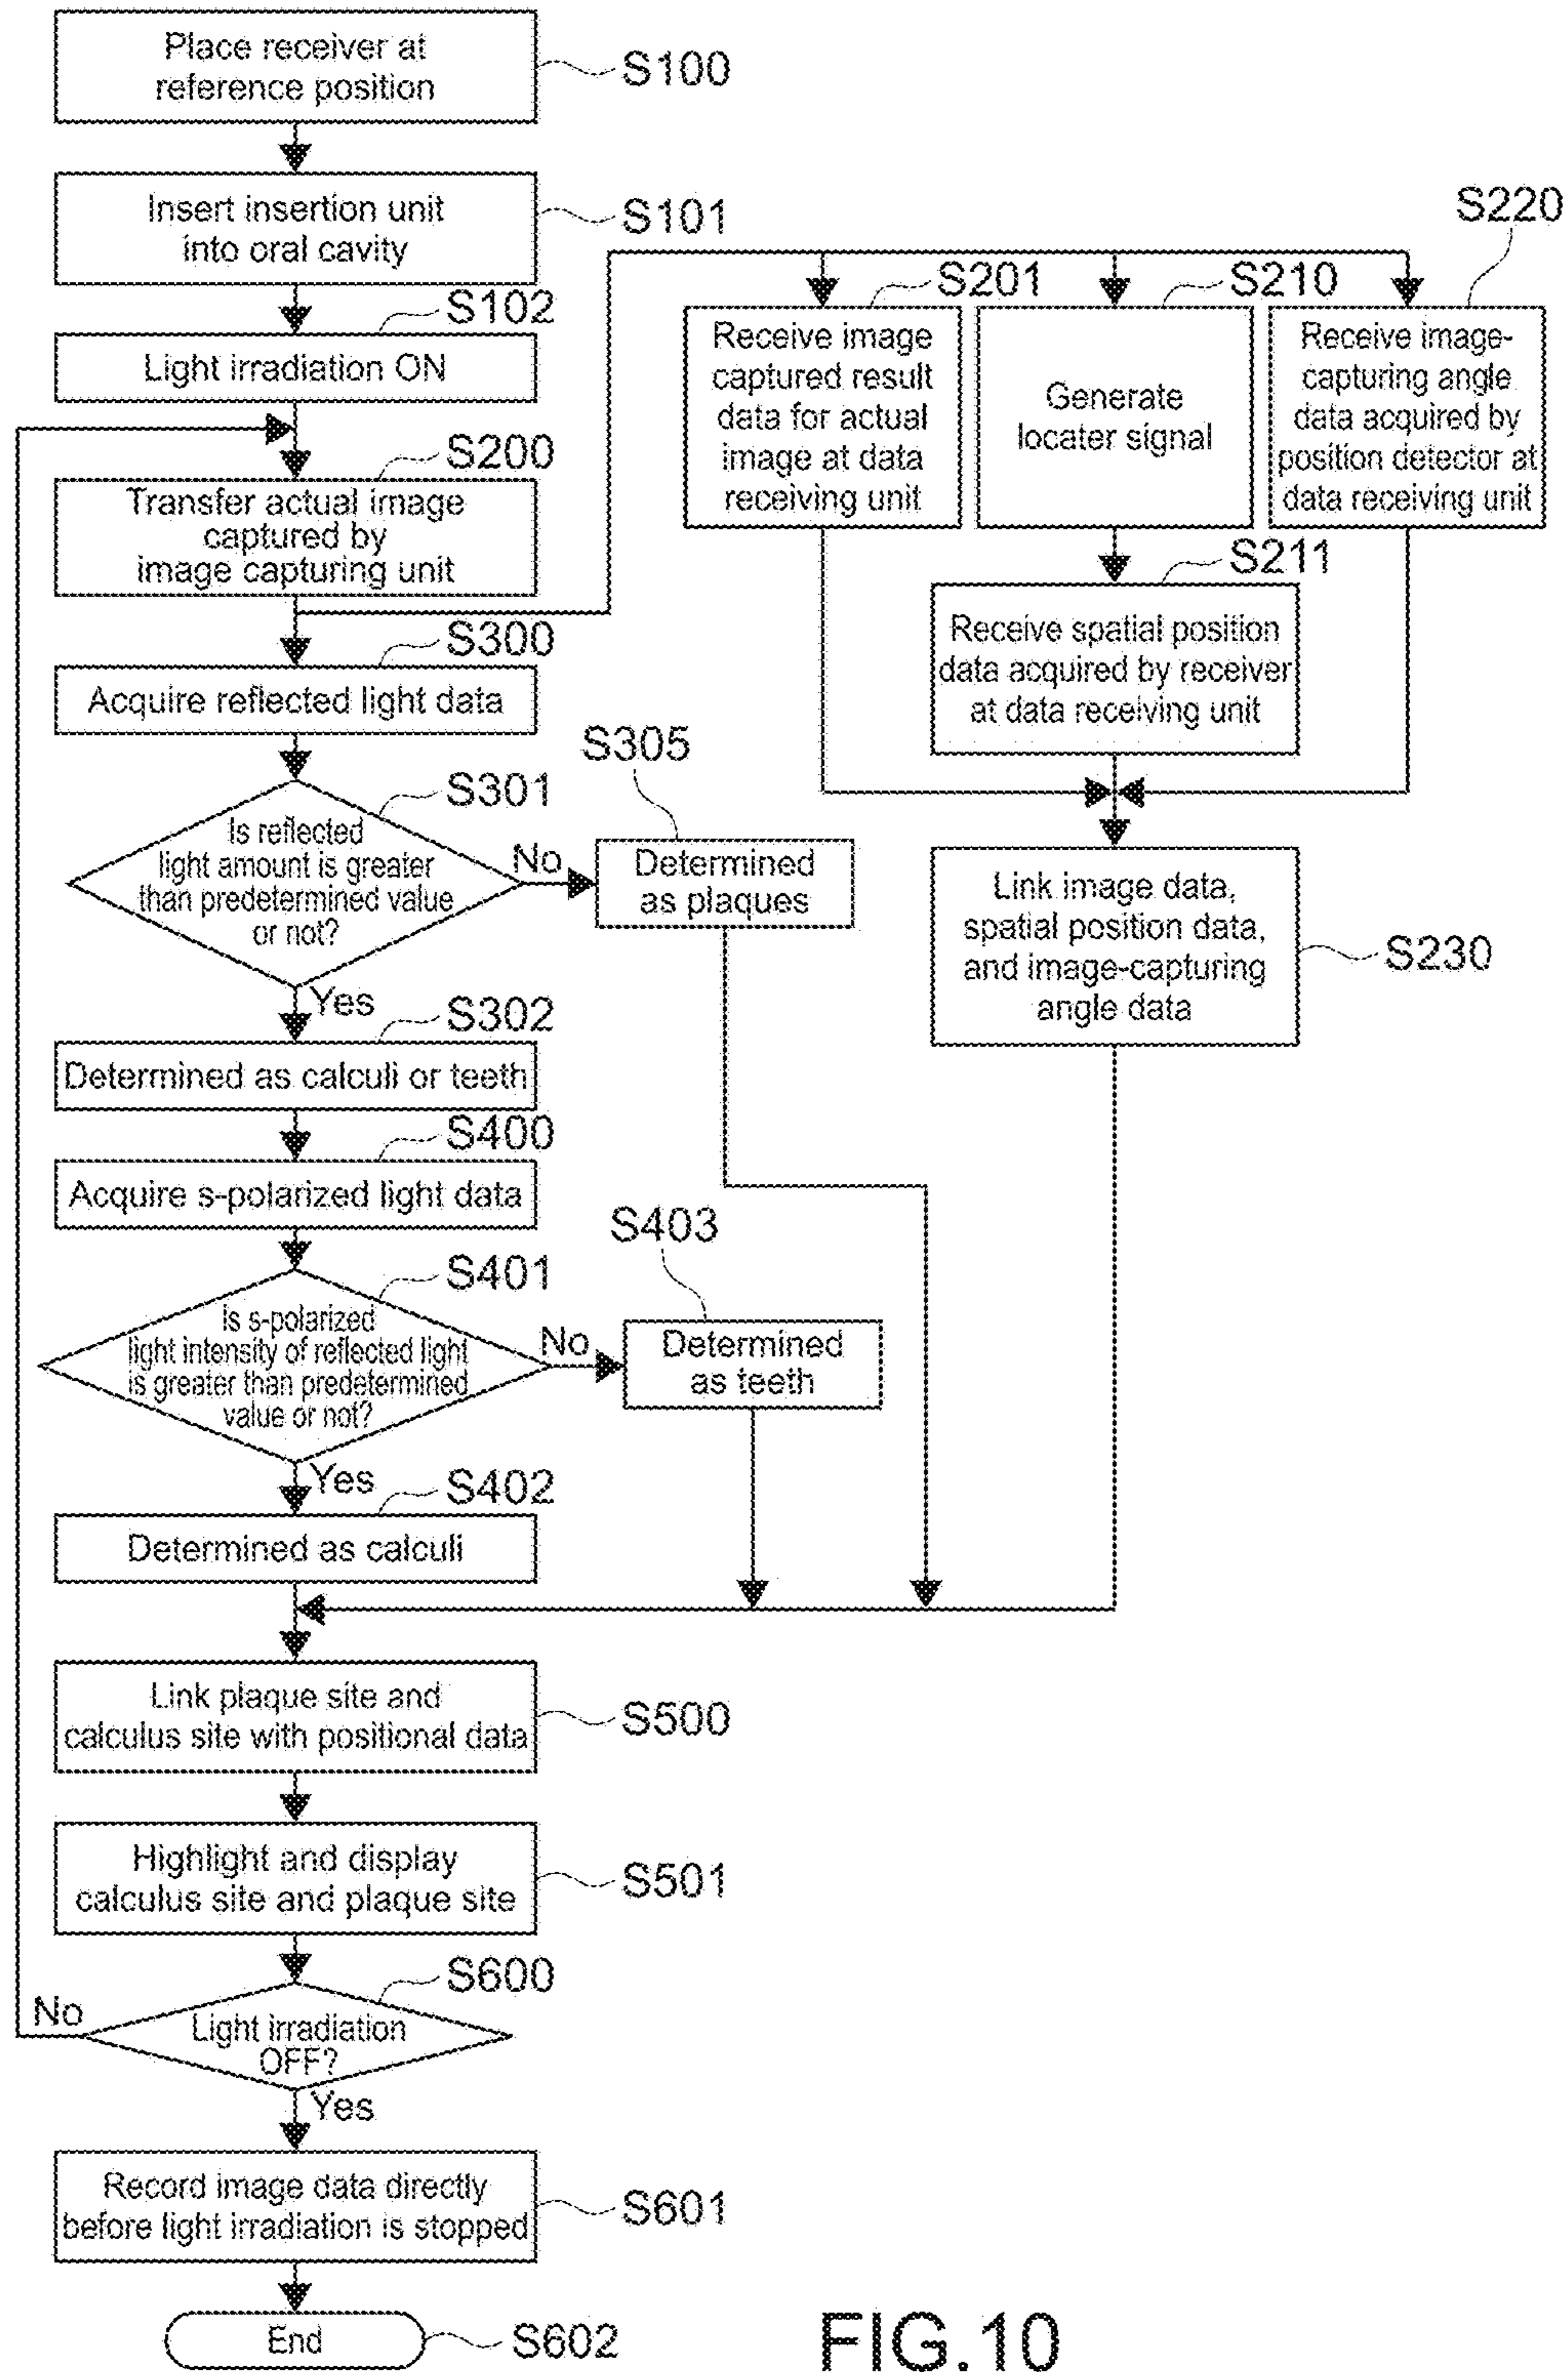 Place receiver at
reference position
S100
Insert insertion unit
into oral cavity
S101
S102
Light irradiation ON
S200
Transfer actual image
captured by
image capturing unit
S201
Receive image
captured result
data for actual
image at data
receiving unit
S210
Generate
locater signal
S220
Receive image-
capturing angle
data acquired by
position detector at
data receiving unit
S211
Receive spatial position
data acquired by receiver
at data receiving unit
S230
Link image data,
spatial position data,
and image-capturing
angle data
S300
Acquire reflected light data
S301
Is reflected
light amount is greater
than predetermined value
or not?
No
S305
Determined
as plaques
Yes
S302
Determined as calculi or teeth
S400
Acquire s-polarized light data
S401
Is s-polarized
light intensity of reflected light
is greater than predetermined
value or not?
No
S403
Determined
as teeth
Yes
S402
Determined as calculi
Link plaque site and
calculus site with positional data
S500
Highlight and display
calculus site and plaque site
S501
S600
No
Light irradiation
OFF?
Yes
Record image data directly
before light irradiation is stopped
S601
End
S602
FIG.10